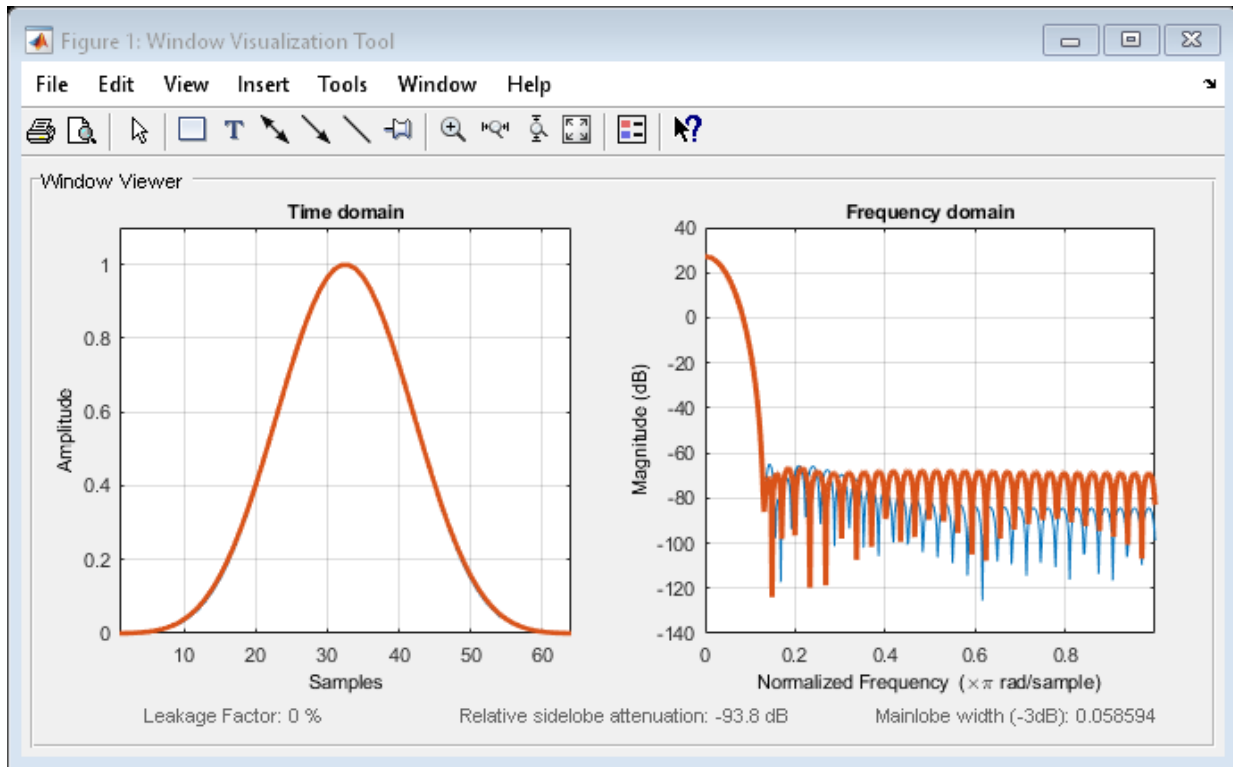 Figure 1: Window Visualization Tool
File Edit View Insert Tools Window Help
Window Viewer
Time domain
1
0.8
0.6
0.4
0.2
0
Amplitude
10 20 30 40 50 60
Samples
Frequency domain
40
20
0
-20
-40
-60
-80
-100
-120
-140
Magnitude (dB)
0 0.2 0.4 0.6 0.8
Normalized Frequency (×π rad/sample)
Leakage Factor: 0 % Relative sidelobe attenuation: -93.8 dB Mainlobe width (-3dB): 0.058594